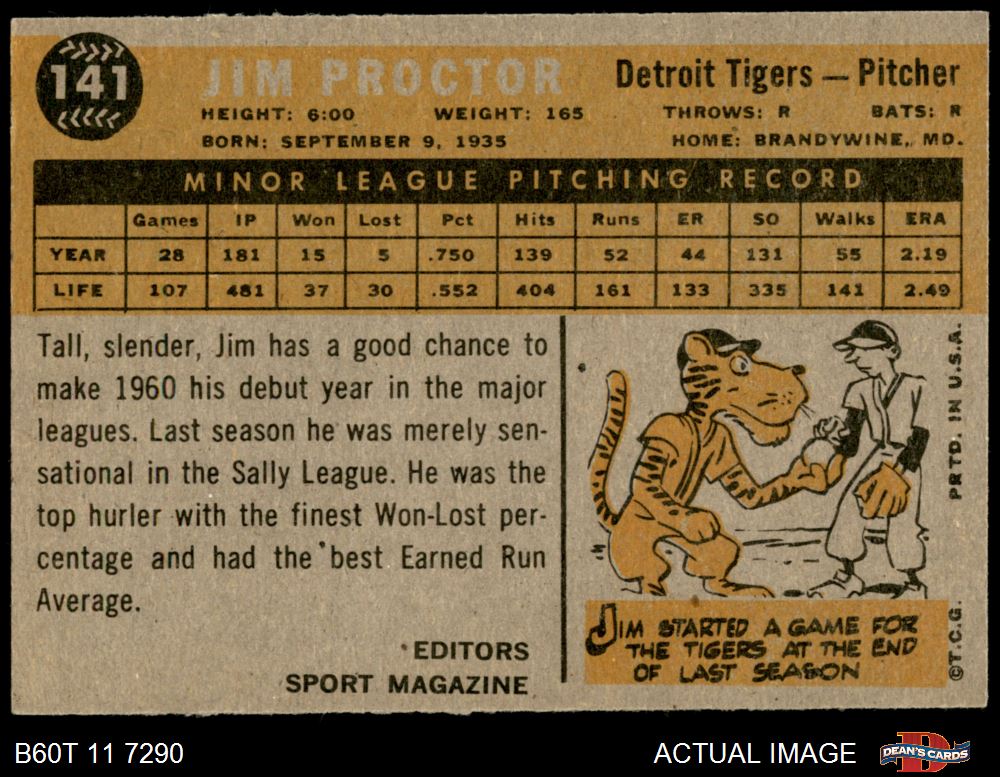 141
JIM PROCTOR
Detroit Tigers — Pitcher
HEIGHT: 6:00 WEIGHT: 165 THROWS: R BATS: R
BORN: SEPTEMBER 9, 1935 HOME: BRANDYWINE, MD.
MINOR LEAGUE PITCHING RECORD
Games IP Won Lost Pct Hits Runs ER SO Walks ERA
YEAR 28 181 15 5 .750 139 52 44 131 55 2.19
LIFE 107 481 37 30 .552 404 161 133 335 141 2.49
Tall, slender, Jim has a good chance to
make 1960 his debut year in the major
leagues. Last season he was merely sen-
sational in the Sally League. He was the
top hurler with the finest Won-Lost per-
centage and had the best Earned Run
Average.
EDITORS
SPORT MAGAZINE
JIM STARTED A GAME FOR
THE TIGERS AT THE END
OF LAST SEASON
©T.C.G. PRTD. IN U.S.A.
B60T 11 7290
ACTUAL IMAGE
D
DEAN'S CARDS